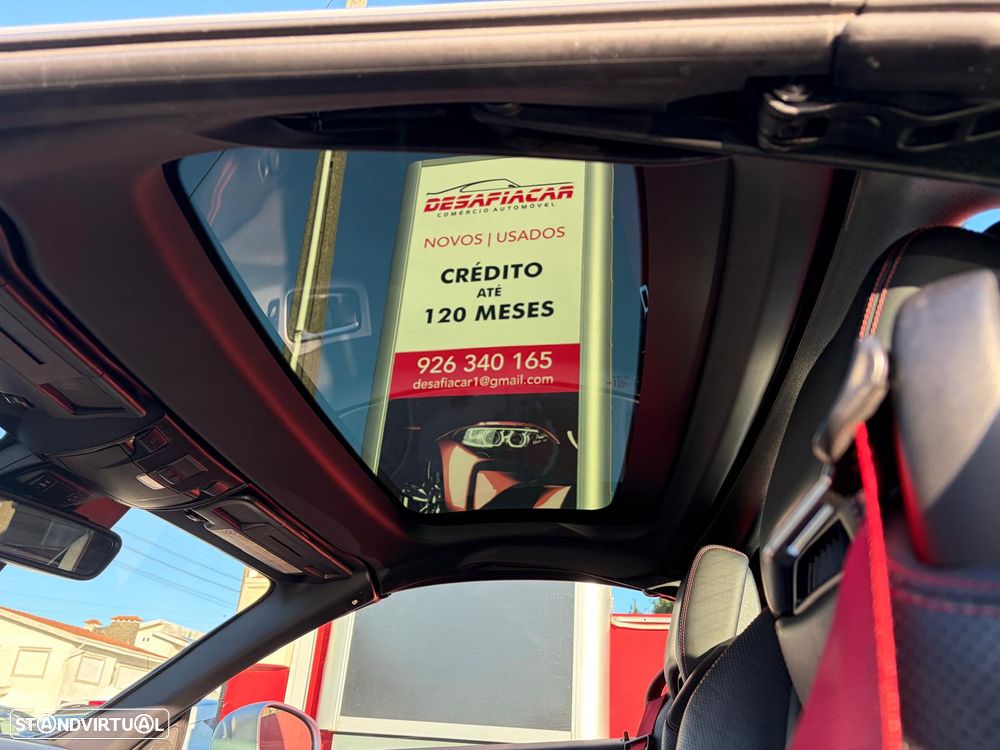 DESAFIACAR
COMÉRCIO AUTOMÓVEL
NOVOS | USADOS
CRÉDITO
ATÉ
120 MESES
926 340 165
desafiacar1@gmail.com
STANDVIRTUAL